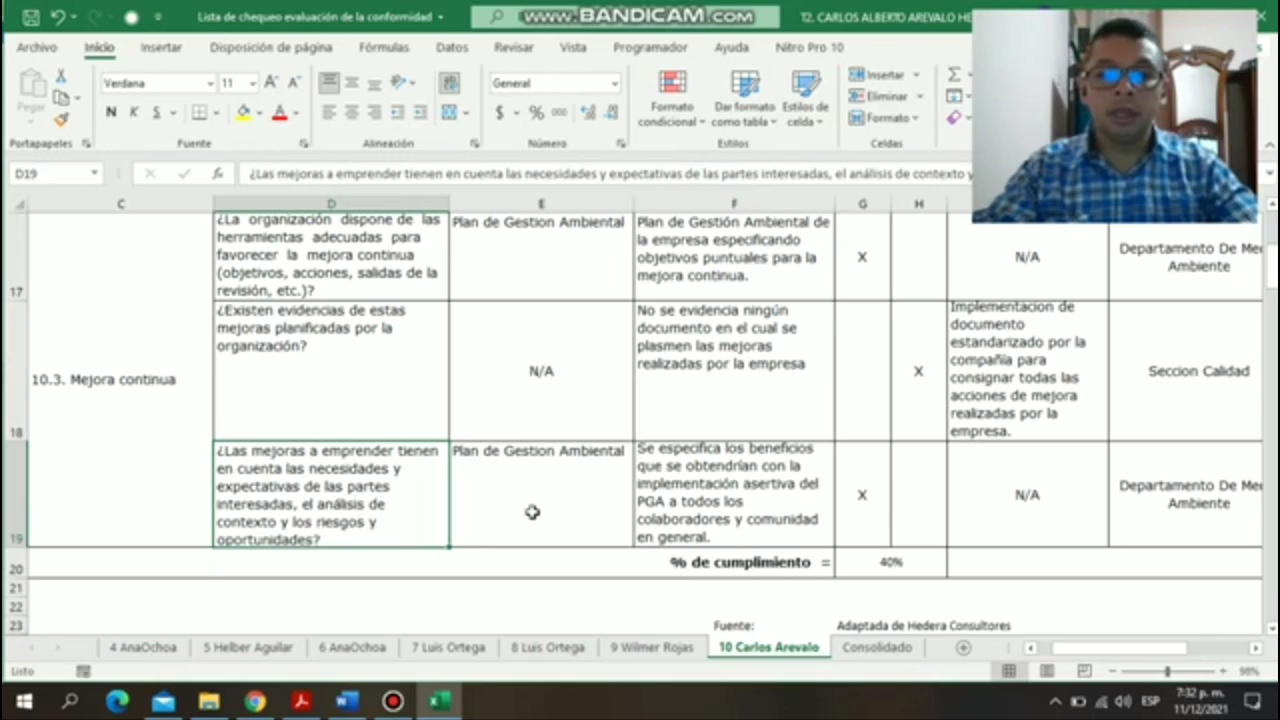 Lista de chequeo evaluación de la conformidad
www.BANDICAM.com
T2. CARLOS ALBERTO AREVALO HE
Archivo Inicio Insertar Disposición de página Fórmulas Datos Revisar Vista Programador Ayuda Nitro Pro 10
Pegar
Verdana 11
N K S
General
$ % 000
Formato condicional
Dar formato como tabla
Estilos de celda
Insertar
Eliminar
Formato
Portapapeles Fuente Alineación Número Estilos Celdas
D19
¿Las mejoras a emprender tienen en cuenta las necesidades y expectativas de las partes interesadas, el análisis de contexto y
C D E F G H
17
¿La organización dispone de las
herramientas adecuadas para
favorecer la mejora continua
(objetivos, acciones, salidas de la
revisión, etc.)?
Plan de Gestion Ambiental
Plan de Gestión Ambiental de
la empresa especificando
objetivos puntuales para la
mejora continua.
X
N/A
Departamento De Me
Ambiente
10.3. Mejora continua
18
¿Existen evidencias de estas
mejoras planificadas por la
organización?
N/A
No se evidencia ningún
documento en el cual se
plasmen las mejoras
realizadas por la empresa
X
Implementacion de
documento
estandarizado por la
compañía para
consignar todas las
acciones de mejora
realizadas por la
empresa.
Seccion Calidad
19
¿Las mejoras a emprender tienen
en cuenta las necesidades y
expectativas de las partes
interesadas, el análisis de
contexto y los riesgos y
oportunidades?
Plan de Gestion Ambiental
Se especifica los beneficios
que se obtendrían con la
implementación asertiva del
PGA a todos los
colaboradores y comunidad
en general.
X
N/A
Departamento De Me
Ambiente
20
% de cumplimiento = 40%
21
22
23
Fuente: Adaptada de Hedera Consultores
4 AnaOchoa 5 Helber Aguilar 6 AnaOchoa 7 Luis Ortega 8 Luis Ortega 9 Wilmer Rojas 10 Carlos Arevalo Consolidado
Listo
98%
ESP
7:32 p. m.
11/12/2021